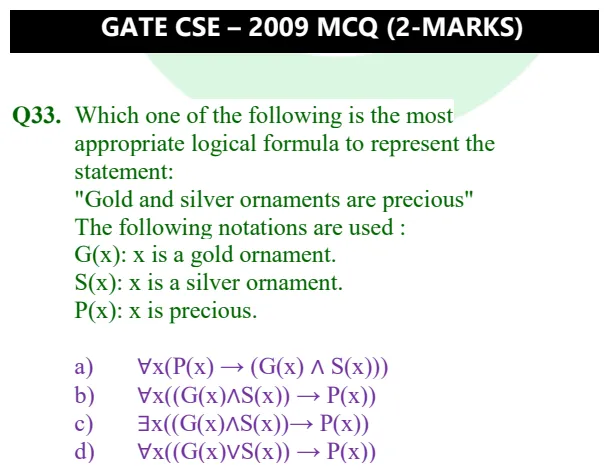 GATE CSE – 2009 MCQ (2-MARKS)
Q33. Which one of the following is the most
appropriate logical formula to represent the
statement:
"Gold and silver ornaments are precious"
The following notations are used :
G(x): x is a gold ornament.
S(x): x is a silver ornament.
P(x): x is precious.
a) ∀x(P(x) → (G(x) ∧ S(x)))
b) ∀x((G(x)∧S(x)) → P(x))
c) ∃x((G(x)∧S(x))→ P(x))
d) ∀x((G(x)∨S(x)) → P(x))